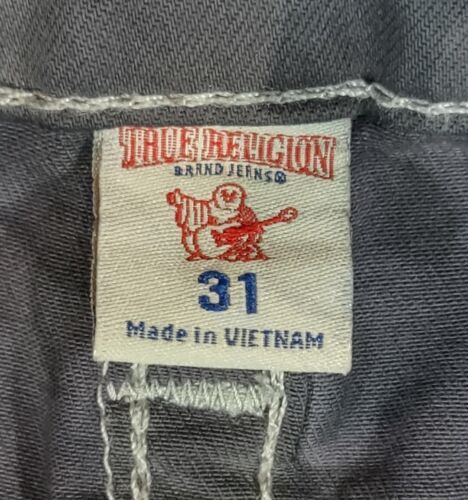 TRUE RELIGION
BRAND JEANS®
31
Made in VIETNAM